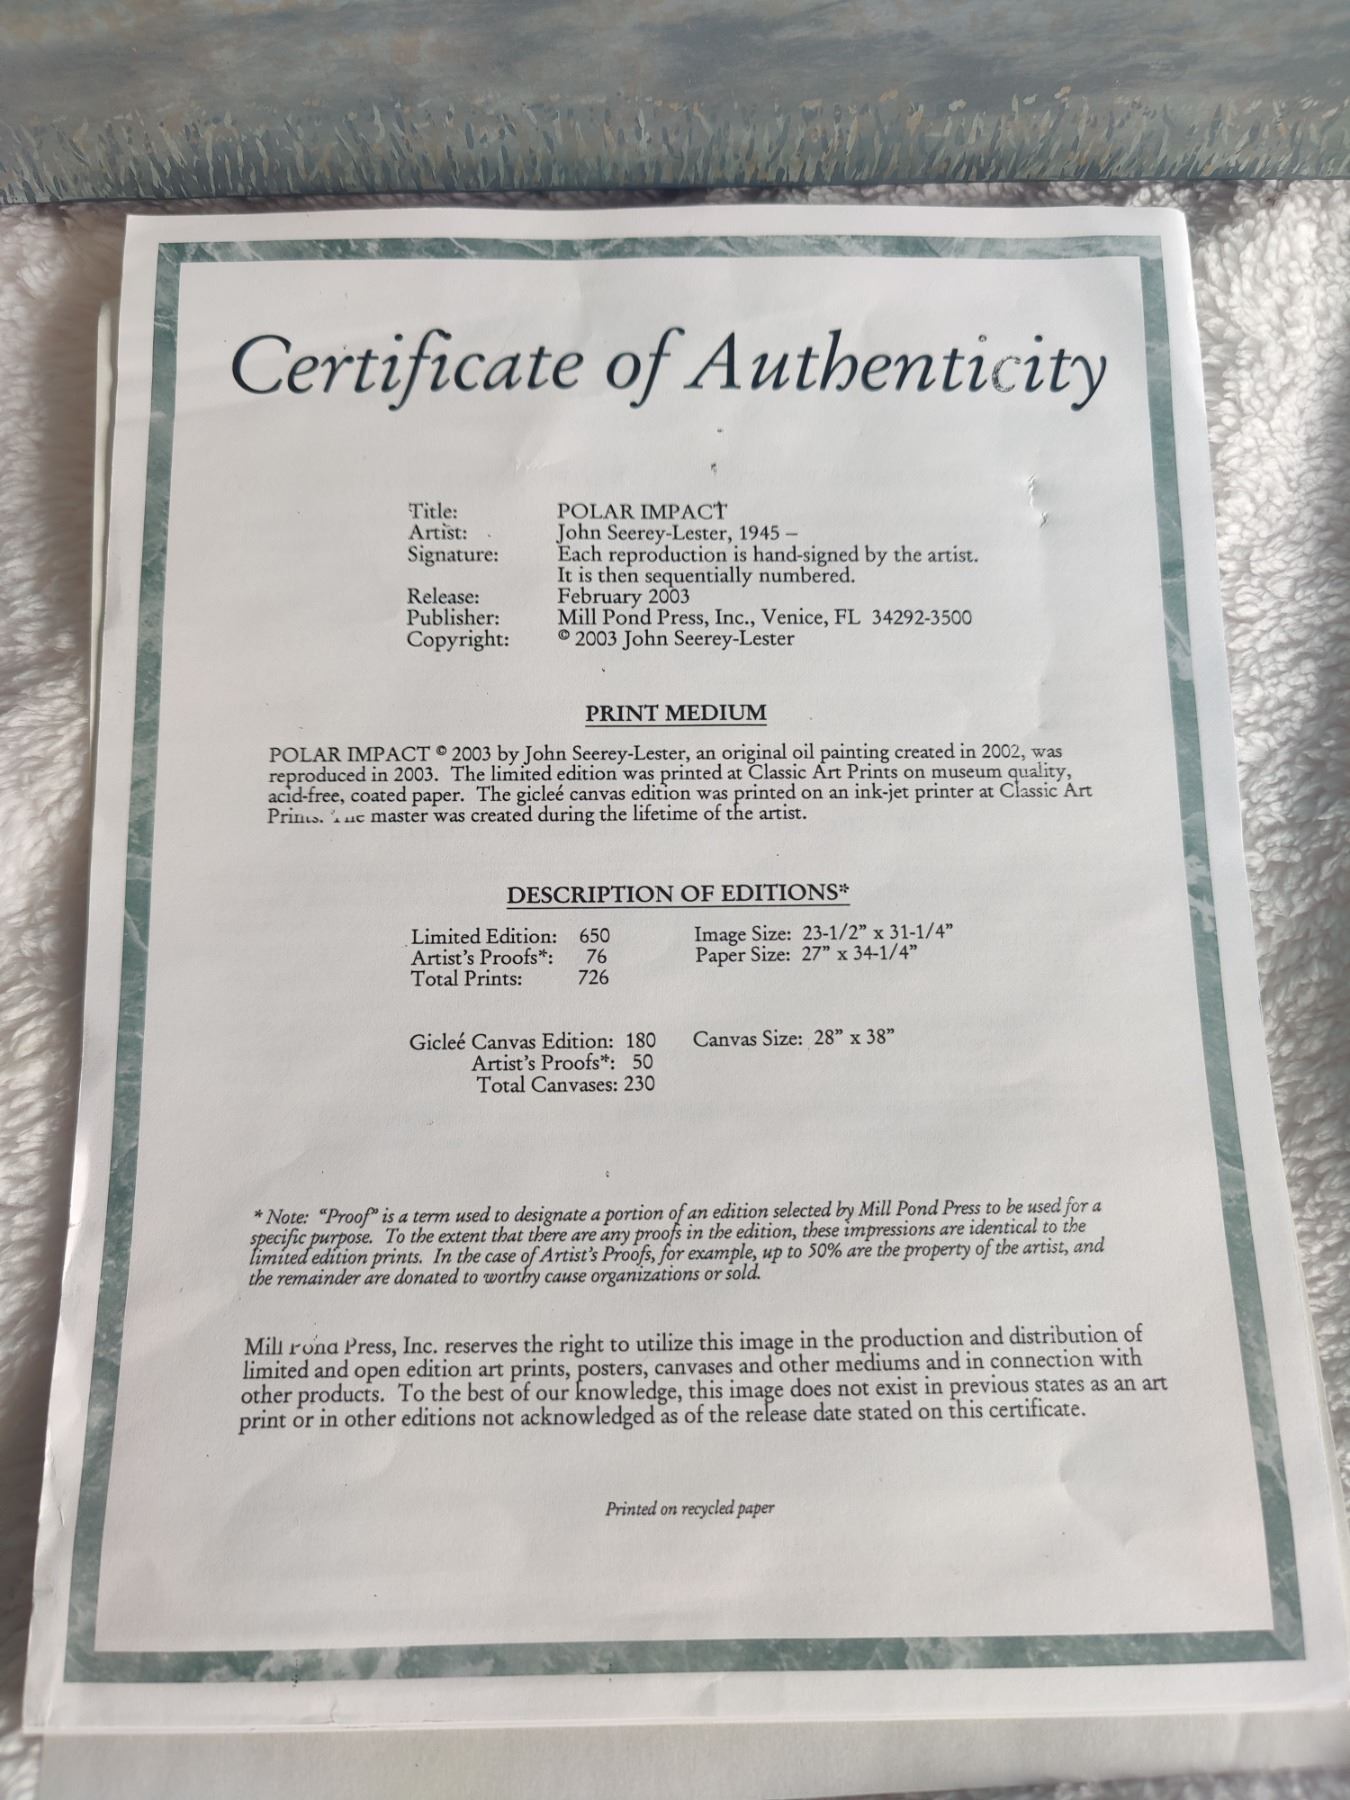 Certificate of Authenticity
Title: POLAR IMPACT
Artist: John Seerey-Lester, 1945 –
Signature: Each reproduction is hand-signed by the artist.
It is then sequentially numbered.
Release: February 2003
Publisher: Mill Pond Press, Inc., Venice, FL 34292-3500
Copyright: © 2003 John Seerey-Lester
PRINT MEDIUM
POLAR IMPACT © 2003 by John Seerey-Lester, an original oil painting created in 2002, was
reproduced in 2003. The limited edition was printed at Classic Art Prints on museum quality,
acid-free, coated paper. The gicleé canvas edition was printed on an ink-jet printer at Classic Art
Prints. The master was created during the lifetime of the artist.
DESCRIPTION OF EDITIONS*
Limited Edition: 650 Image Size: 23-1/2” x 31-1/4”
Artist’s Proofs*: 76 Paper Size: 27” x 34-1/4”
Total Prints: 726
Gicleé Canvas Edition: 180 Canvas Size: 28” x 38”
Artist’s Proofs*: 50
Total Canvases: 230
* Note: “Proof” is a term used to designate a portion of an edition selected by Mill Pond Press to be used for a
specific purpose. To the extent that there are any proofs in the edition, these impressions are identical to the
limited edition prints. In the case of Artist’s Proofs, for example, up to 50% are the property of the artist, and
the remainder are donated to worthy cause organizations or sold.
Mill Pond Press, Inc. reserves the right to utilize this image in the production and distribution of
limited and open edition art prints, posters, canvases and other mediums and in connection with
other products. To the best of our knowledge, this image does not exist in previous states as an art
print or in other editions not acknowledged as of the release date stated on this certificate.
Printed on recycled paper